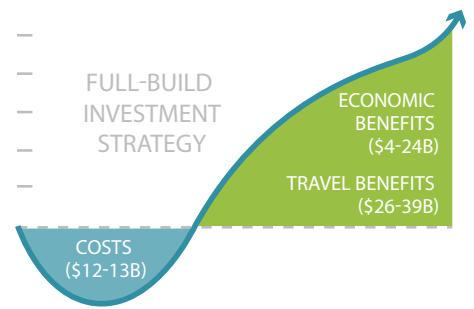 FULL-BUILD
INVESTMENT
STRATEGY
ECONOMIC
BENEFITS
($4-24B)
TRAVEL BENEFITS
($26-39B)
COSTS
($12-13B)